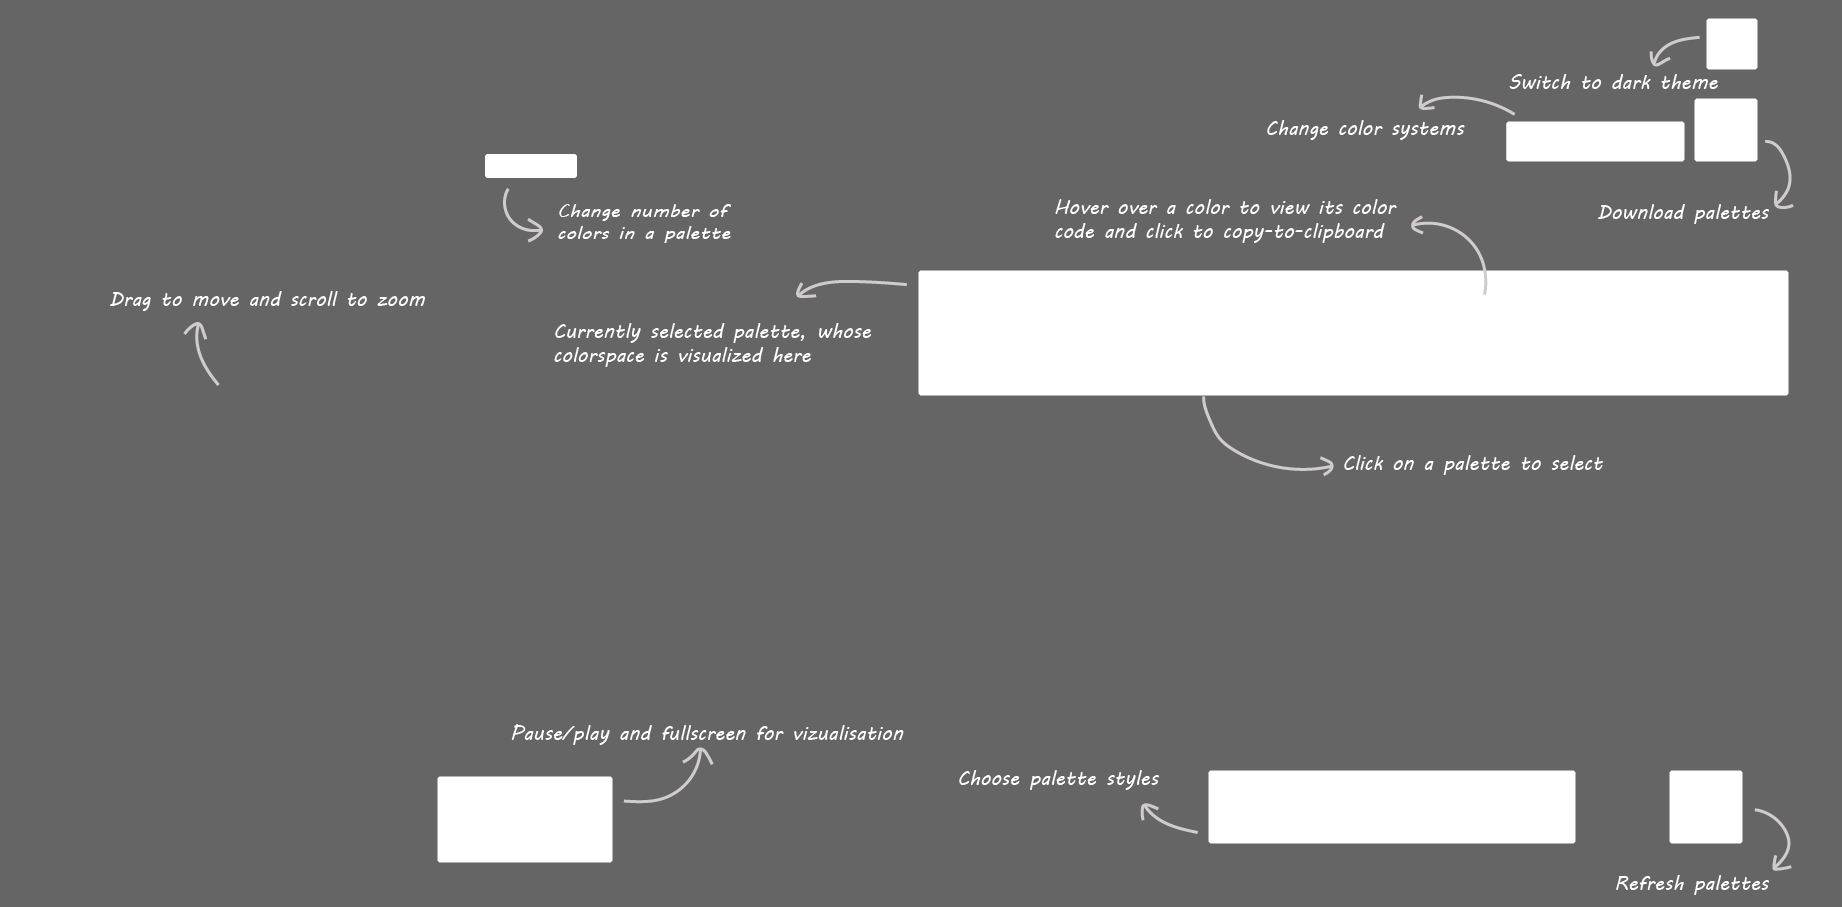 Switch to dark theme
Change color systems
Change number of
colors in a palette
Hover over a color to view its color
code and click to copy-to-clipboard
Download palettes
Drag to move and scroll to zoom
Currently selected palette, whose
colorspace is visualized here
Click on a palette to select
Pause/play and fullscreen for vizualisation
Choose palette styles
Refresh palettes